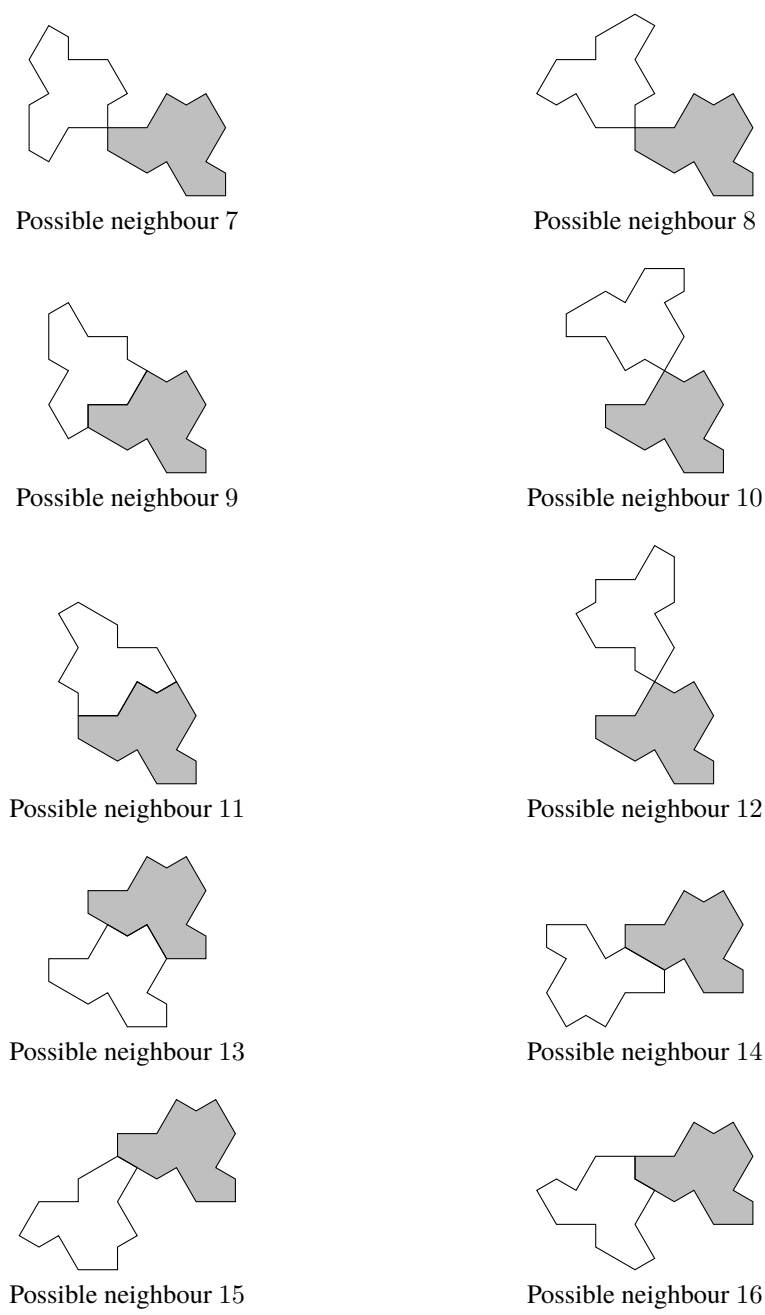 Possible neighbour 7
Possible neighbour 8
Possible neighbour 9
Possible neighbour 10
Possible neighbour 11
Possible neighbour 12
Possible neighbour 13
Possible neighbour 14
Possible neighbour 15
Possible neighbour 16